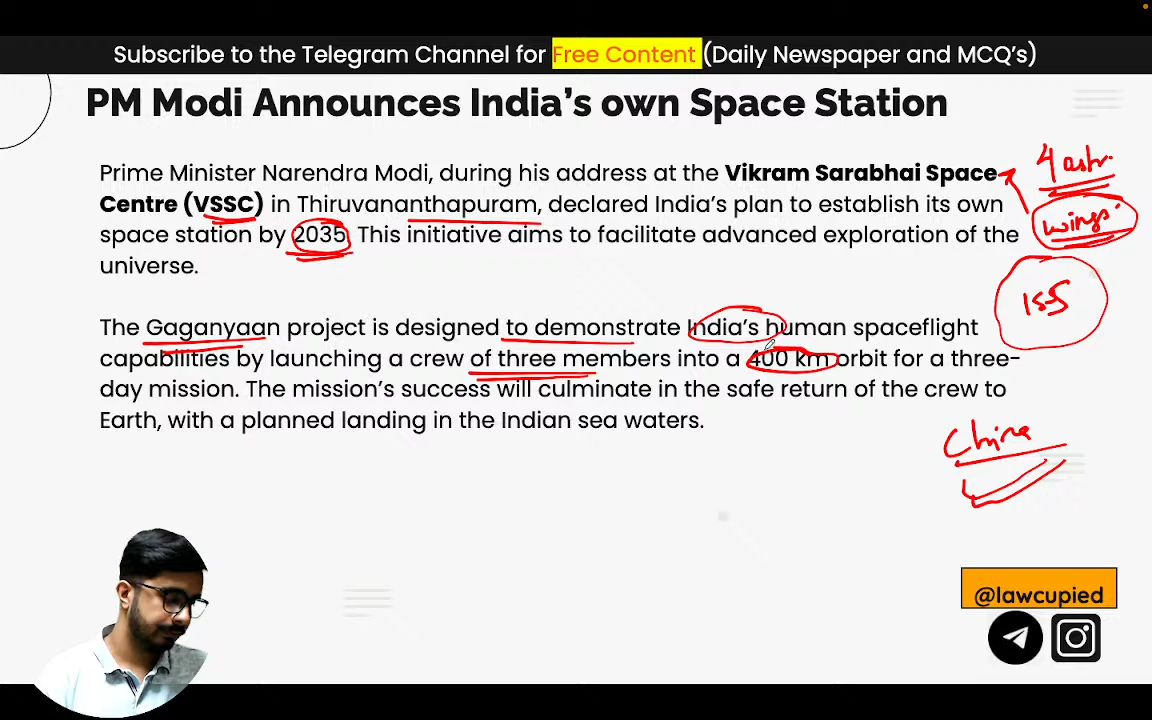 Subscribe to the Telegram Channel for Free Content (Daily Newspaper and MCQ's)
PM Modi Announces India's own Space Station
Prime Minister Narendra Modi, during his address at the Vikram Sarabhai Space
Centre (VSSC) in Thiruvananthapuram, declared India's plan to establish its own
space station by 2035. This initiative aims to facilitate advanced exploration of the
universe.
4 astr.
wings
ISS
The Gaganyaan project is designed to demonstrate India's human spaceflight
capabilities by launching a crew of three members into a 400 km orbit for a three-
day mission. The mission's success will culminate in the safe return of the crew to
Earth, with a planned landing in the Indian sea waters.
China
@lawcupied